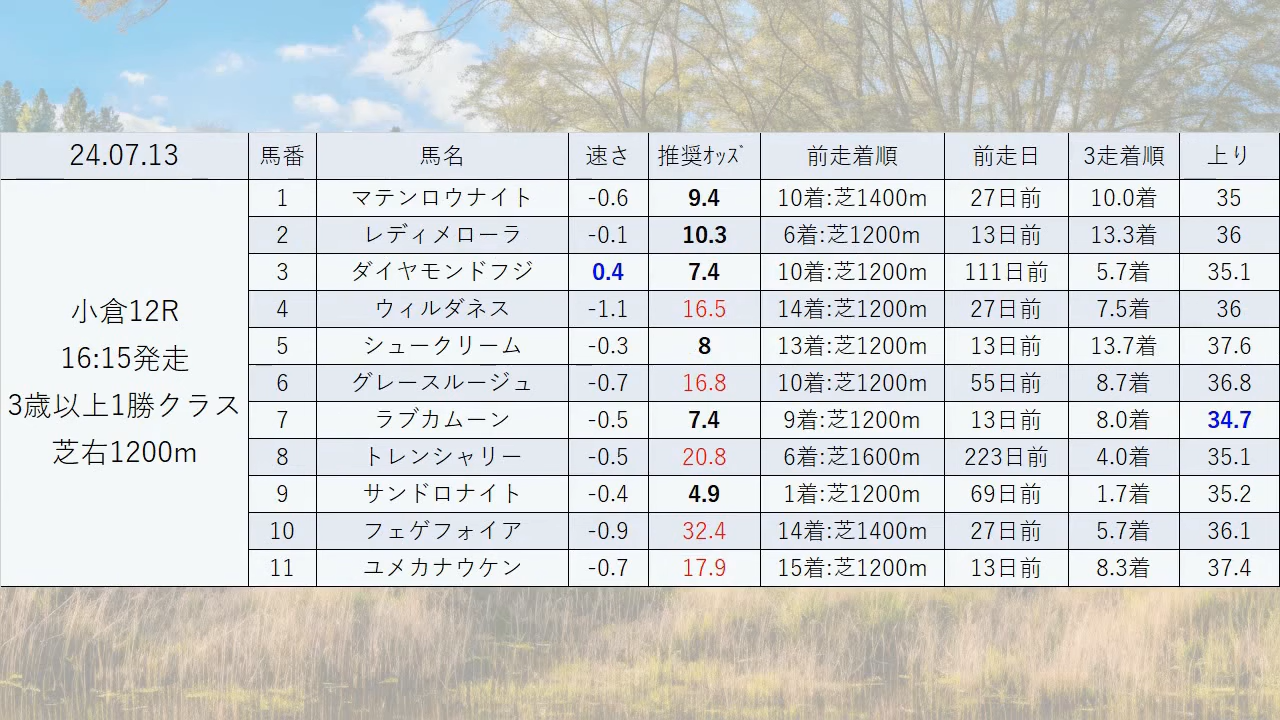 24.07.13 馬番 馬名 速さ 推奨ｵｯｽﾞ 前走着順 前走日 3走着順 上り
小倉12R
16:15発走
3歳以上1勝クラス
芝右1200m
1 マテンロウナイト -0.6 9.4 10着:芝1400m 27日前 10.0着 35
2 レディメローラ -0.1 10.3 6着:芝1200m 13日前 13.3着 36
3 ダイヤモンドフジ 0.4 7.4 10着:芝1200m 111日前 5.7着 35.1
4 ウィルダネス -1.1 16.5 14着:芝1200m 27日前 7.5着 36
5 シュークリーム -0.3 8 13着:芝1200m 13日前 13.7着 37.6
6 グレースルージュ -0.7 16.8 10着:芝1200m 55日前 8.7着 36.8
7 ラブカムーン -0.5 7.4 9着:芝1200m 13日前 8.0着 34.7
8 トレンシャリー -0.5 20.8 6着:芝1600m 223日前 4.0着 35.1
9 サンドロナイト -0.4 4.9 1着:芝1200m 69日前 1.7着 35.2
10 フェゲフォイア -0.9 32.4 14着:芝1400m 27日前 5.7着 36.1
11 ユメカナウケン -0.7 17.9 15着:芝1200m 13日前 8.3着 37.4